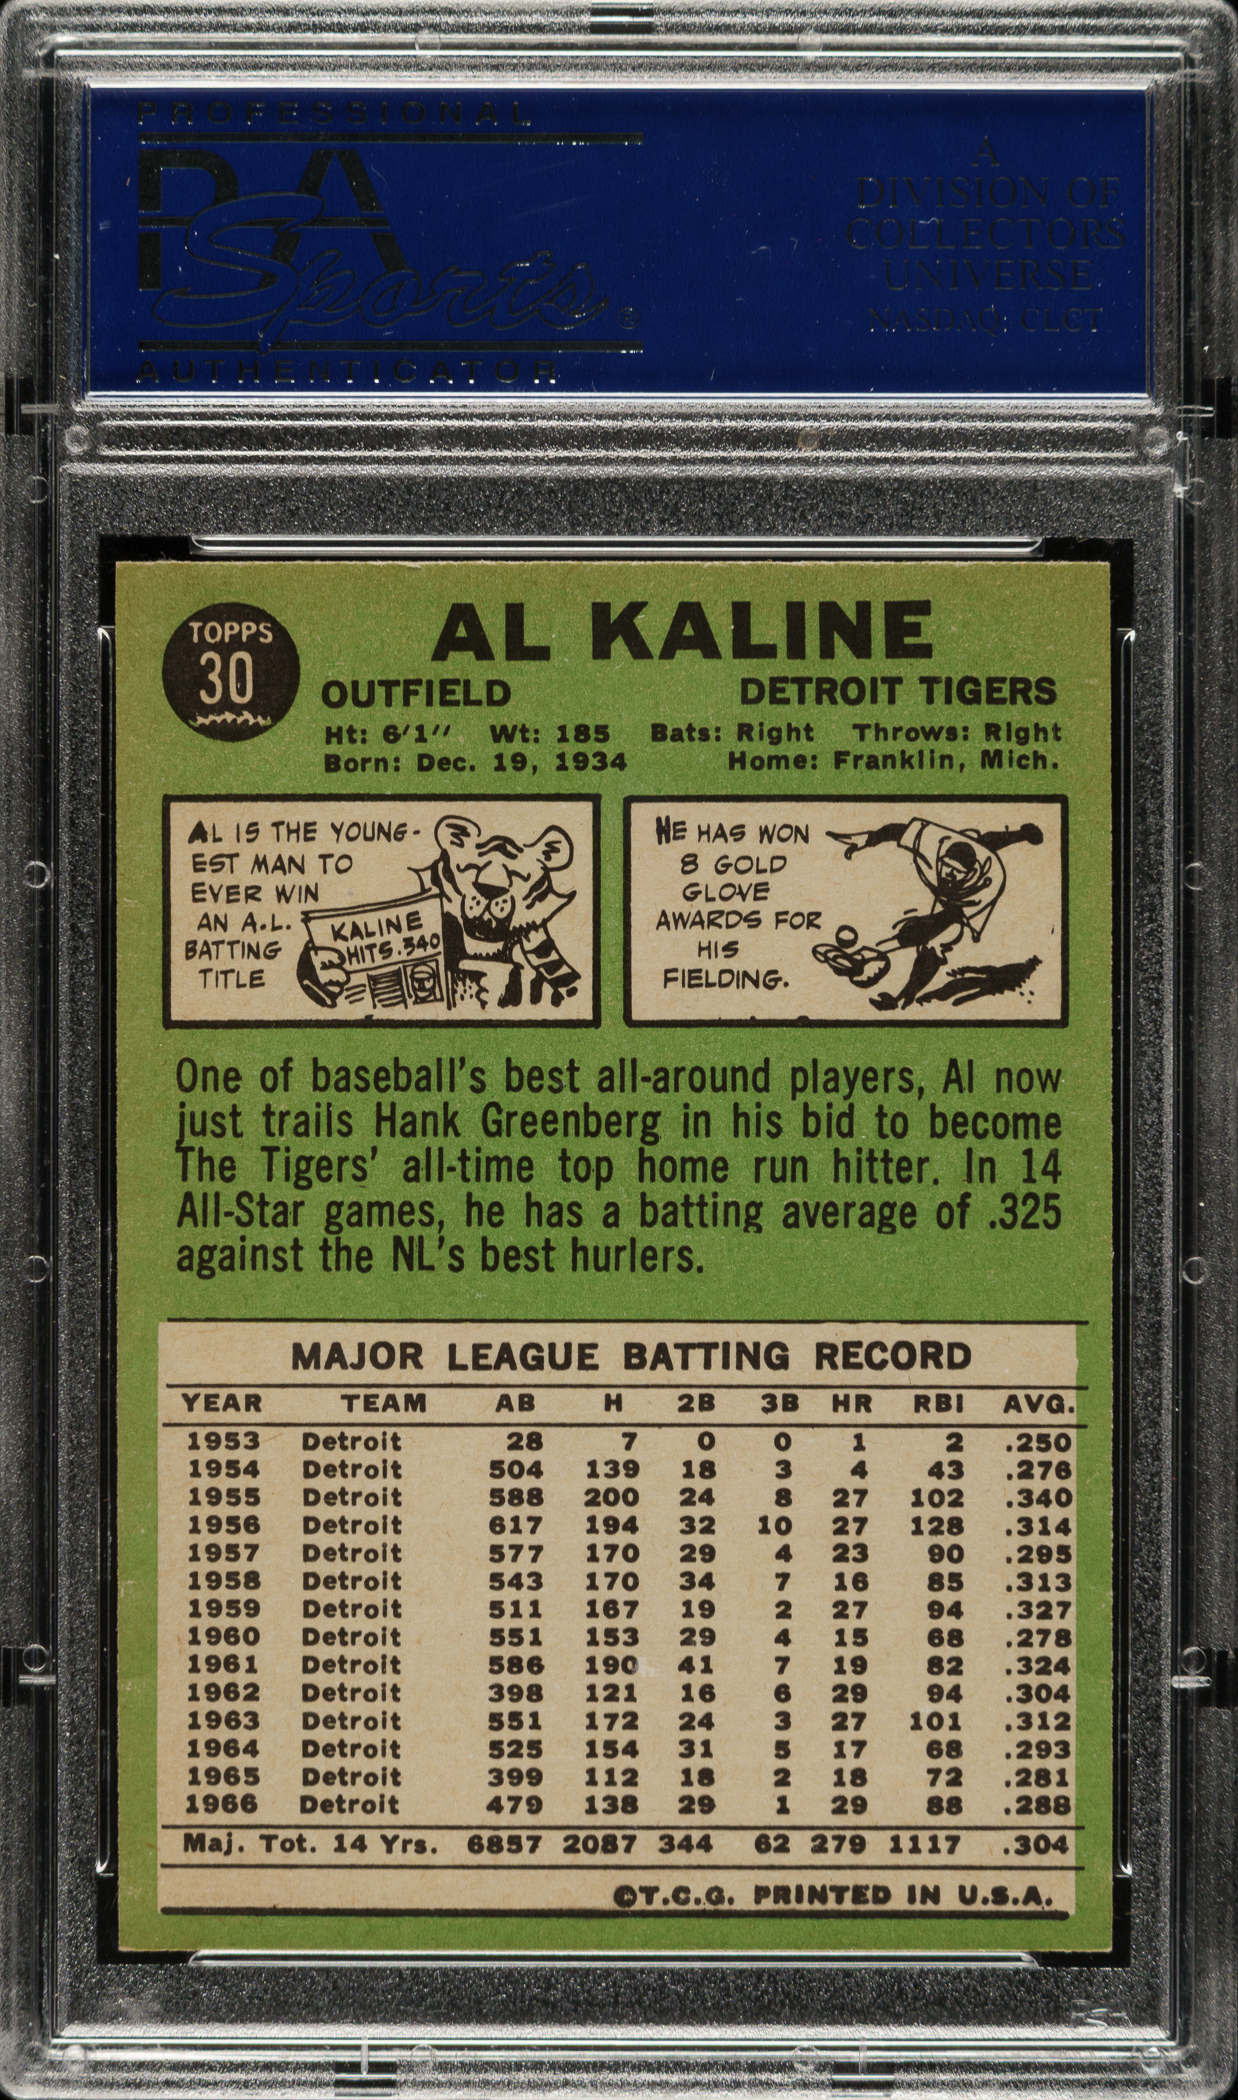 PROFESSIONAL
PSA
Sports®
AUTHENTICATOR
A
DIVISION OF
COLLECTORS
UNIVERSE
NASDAQ: CLCT
TOPPS
30
AL KALINE
OUTFIELD DETROIT TIGERS
Ht: 6'1" Wt: 185 Bats: Right Throws: Right
Born: Dec. 19, 1934 Home: Franklin, Mich.
AL IS THE YOUNG-
EST MAN TO
EVER WIN
AN A.L.
BATTING
TITLE
KALINE
HITS .340
HE HAS WON
8 GOLD
GLOVE
AWARDS FOR
HIS
FIELDING.
One of baseball's best all-around players, Al now
just trails Hank Greenberg in his bid to become
The Tigers' all-time top home run hitter. In 14
All-Star games, he has a batting average of .325
against the NL's best hurlers.
MAJOR LEAGUE BATTING RECORD
YEAR TEAM AB H 2B 3B HR RBI AVG.
1953 Detroit 28 7 0 0 1 2 .250
1954 Detroit 504 139 18 3 4 43 .276
1955 Detroit 588 200 24 8 27 102 .340
1956 Detroit 617 194 32 10 27 128 .314
1957 Detroit 577 170 29 4 23 90 .295
1958 Detroit 543 170 34 7 16 85 .313
1959 Detroit 511 167 19 2 27 94 .327
1960 Detroit 551 153 29 4 15 68 .278
1961 Detroit 586 190 41 7 19 82 .324
1962 Detroit 398 121 16 6 29 94 .304
1963 Detroit 551 172 24 3 27 101 .312
1964 Detroit 525 154 31 5 17 68 .293
1965 Detroit 399 112 18 2 18 72 .281
1966 Detroit 479 138 29 1 29 88 .288
Maj. Tot. 14 Yrs. 6857 2087 344 62 279 1117 .304
©T.C.G. PRINTED IN U.S.A.
PSA